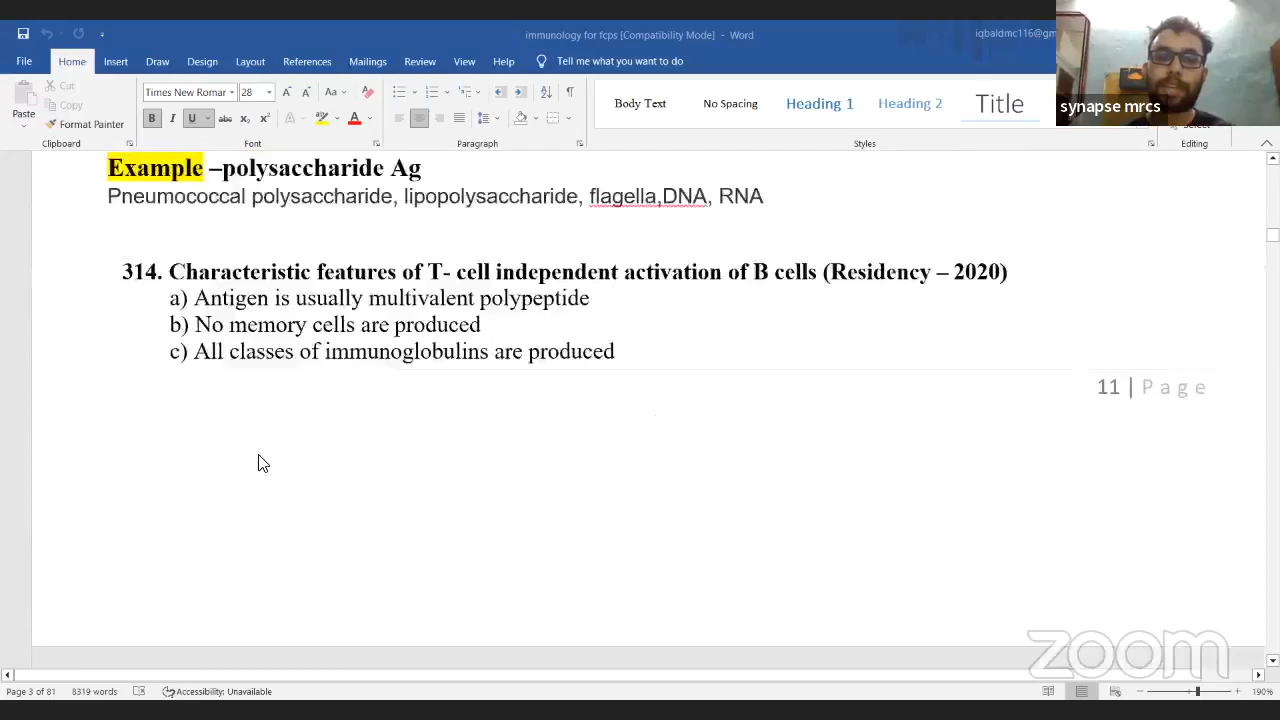 immunology for fcps [Compatibility Mode] - Word
iqbaldmc116@gm
File Home Insert Draw Design Layout References Mailings Review View Help Tell me what you want to do
Paste
Cut
Copy
Format Painter
Clipboard
Times New Romar 28
Font
Paragraph
Body Text No Spacing Heading 1 Heading 2 Title
Styles
Editing
synapse mrcs
Example –polysaccharide Ag
Pneumococcal polysaccharide, lipopolysaccharide, flagella,DNA, RNA
314. Characteristic features of T- cell independent activation of B cells (Residency – 2020)
a) Antigen is usually multivalent polypeptide
b) No memory cells are produced
c) All classes of immunoglobulins are produced
11 | Page
zoom
Page 3 of 81 8319 words Accessibility: Unavailable 190%